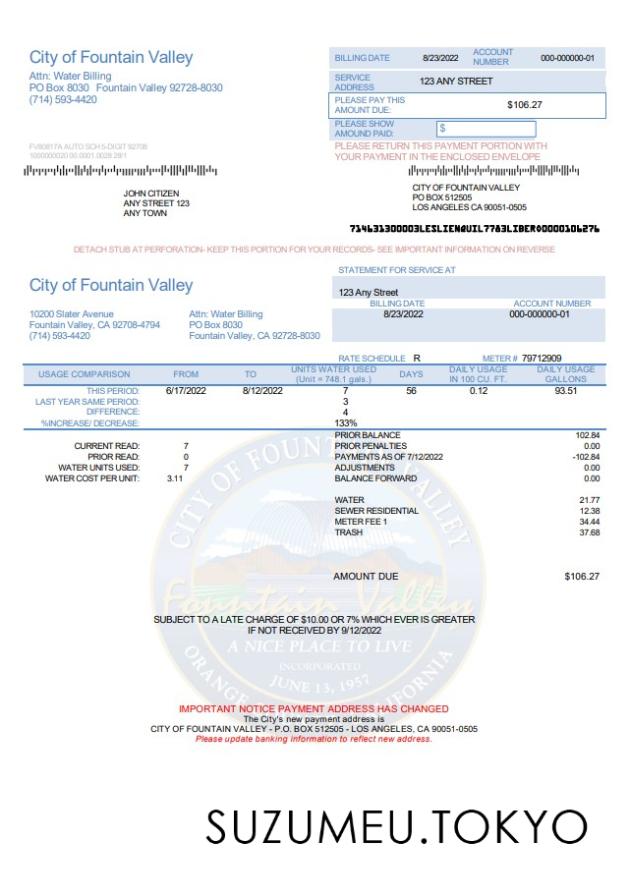 City of Fountain Valley
Attn: Water Billing
PO Box 8030 Fountain Valley 92728-8030
(714) 593-4420
BILLING DATE 8/23/2022 ACCOUNT NUMBER 000-000000-01
SERVICE ADDRESS 123 ANY STREET
PLEASE PAY THIS AMOUNT DUE: $106.27
PLEASE SHOW AMOUND PAID: $
PLEASE RETURN THIS PAYMENT PORTION WITH
YOUR PAYMENT IN THE ENCLOSED ENVELOPE
FV80817A AUTO SCH 5-DIGIT 92708
JOHN CITIZEN
ANY STREET 123
ANY TOWN
CITY OF FOUNTAIN VALLEY
PO BOX 512505
LOS ANGELES CA 90051-0505
DETACH STUB AT PERFORATION- KEEP THIS PORTION FOR YOUR RECORDS- SEE IMPORTANT INFORMATION ON REVERSE
City of Fountain Valley
10200 Slater Avenue
Fountain Valley, CA 92708-4794
(714) 593-4420
Attn: Water Billing
PO Box 8030
Fountain Valley, CA 92728-8030
STATEMENT FOR SERVICE AT
123 Any Street
BILLING DATE ACCOUNT NUMBER
8/23/2022 000-000000-01
RATE SCHEDULE R METER # 79712909
USAGE COMPARISON FROM TO UNITS WATER USED (Unit = 748.1 gals.) DAYS DAILY USAGE IN 100 CU. FT. DAILY USAGE GALLONS
THIS PERIOD: 6/17/2022 8/12/2022 7 56 0.12 93.51
LAST YEAR SAME PERIOD: 3
DIFFERENCE: 4
%INCREASE/ DECREASE: 133%
CURRENT READ: 7
PRIOR READ: 0
WATER UNITS USED: 7
WATER COST PER UNIT: 3.11
PRIOR BALANCE 102.84
PRIOR PENALTIES 0.00
PAYMENTS AS OF 7/12/2022 -102.84
ADJUSTMENTS 0.00
BALANCE FORWARD 0.00
WATER 21.77
SEWER RESIDENTIAL 12.38
METER FEE 1 34.44
TRASH 37.68
AMOUNT DUE $106.27
CITY OF FOUNTAIN VALLEY
Fountain Valley
A NICE PLACE TO LIVE
INCORPORATED
JUNE 13, 1957
ORANGE CALIFORNIA
SUBJECT TO A LATE CHARGE OF $10.00 OR 7% WHICH EVER IS GREATER
IF NOT RECEIVED BY 9/12/2022
IMPORTANT NOTICE PAYMENT ADDRESS HAS CHANGED
The City's new payment address is
CITY OF FOUNTAIN VALLEY - P.O. BOX 512505 - LOS ANGELES, CA 90051-0505
Please update banking information to reflect new address.
SUZUMEU.TOKYO